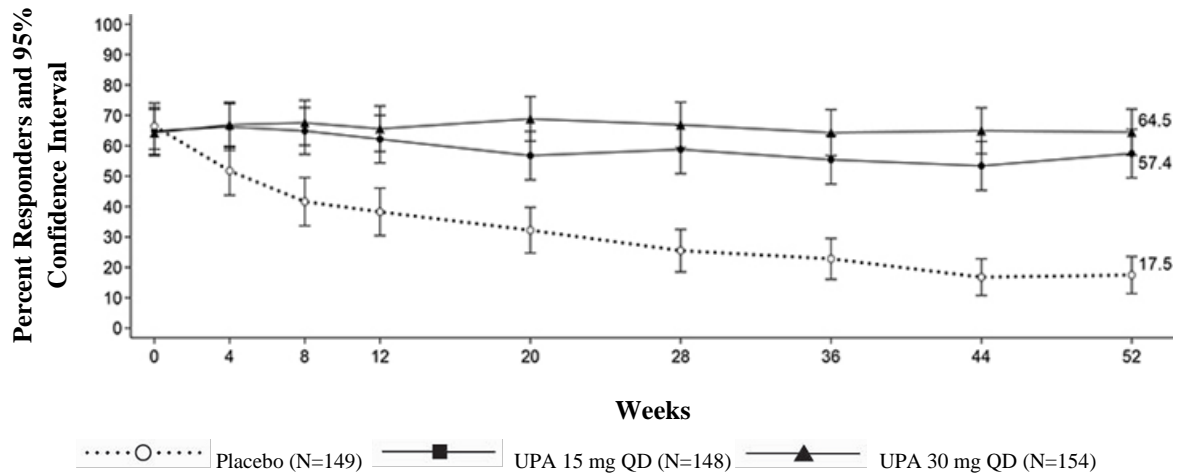 Percent Responders and 95%
Confidence Interval
100
90
80
70
60
50
40
30
20
10
0
64.5
57.4
17.5
0 4 8 12 20 28 36 44 52
Weeks
Placebo (N=149) UPA 15 mg QD (N=148) UPA 30 mg QD (N=154)